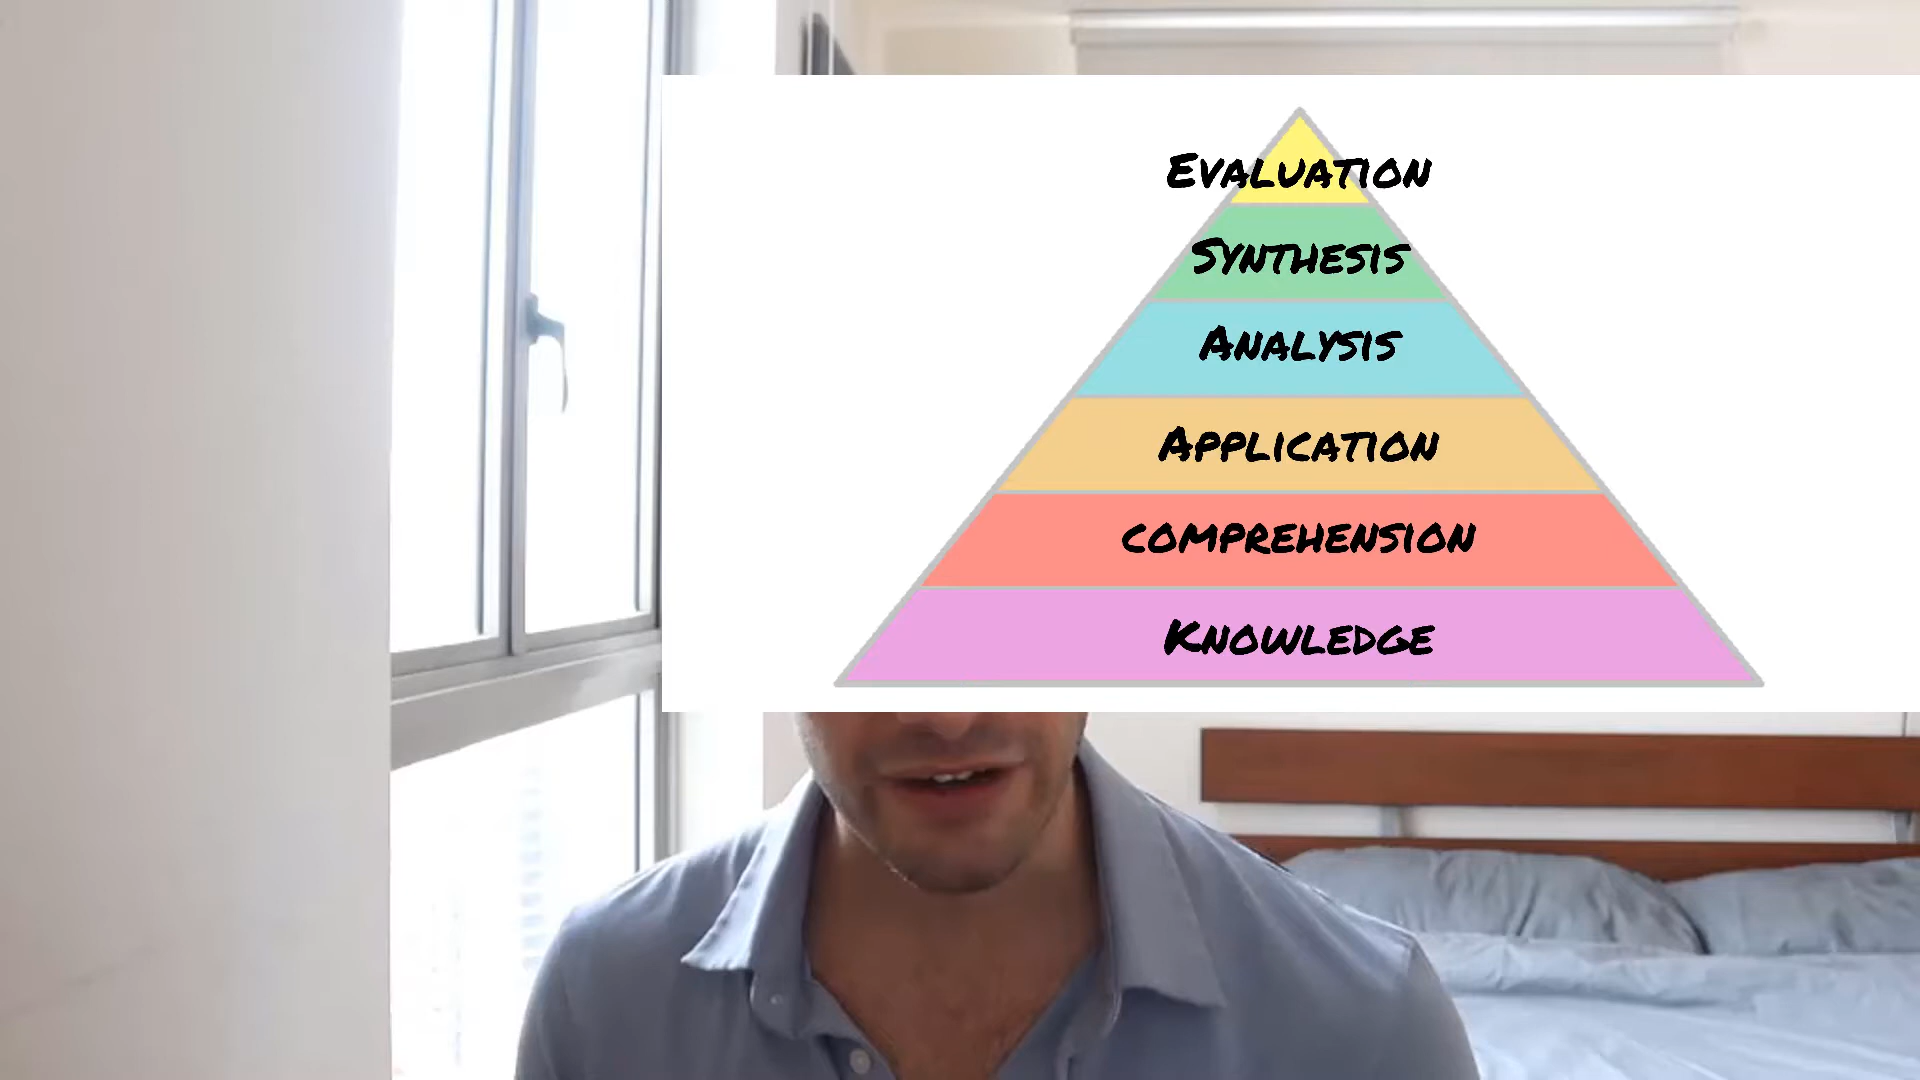 EVALUATION
SYNTHESIS
ANALYSIS
APPLICATION
COMPREHENSION
KNOWLEDGE